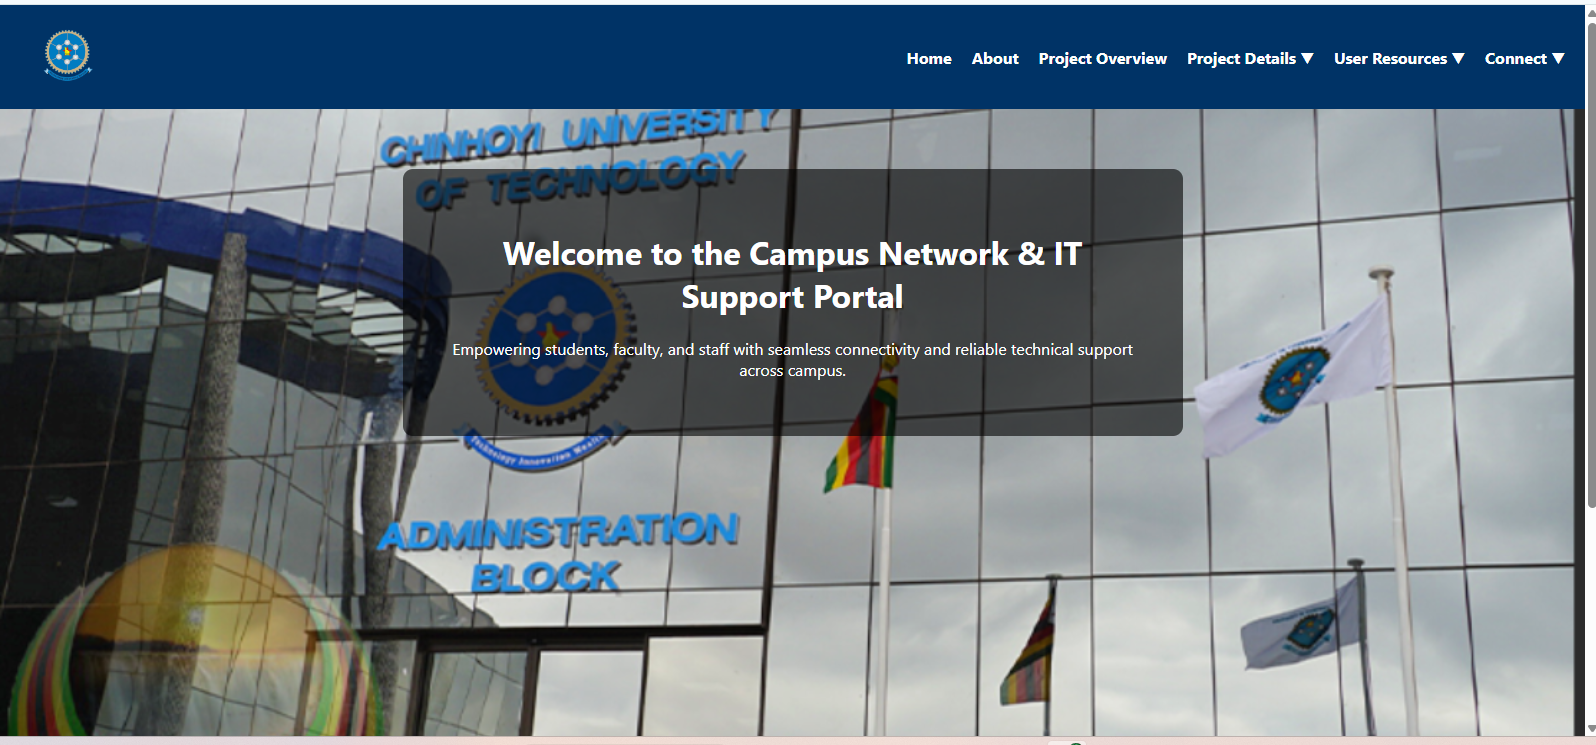 Home About Project Overview Project Details ▼ User Resources ▼ Connect ▼
CHINHOYI UNIVERSITY
OF TECHNOLOGY
Welcome to the Campus Network & IT
Support Portal
Empowering students, faculty, and staff with seamless connectivity and reliable technical support
across campus.
Technology Innovation Wealth
ADMINISTRATION
BLOCK